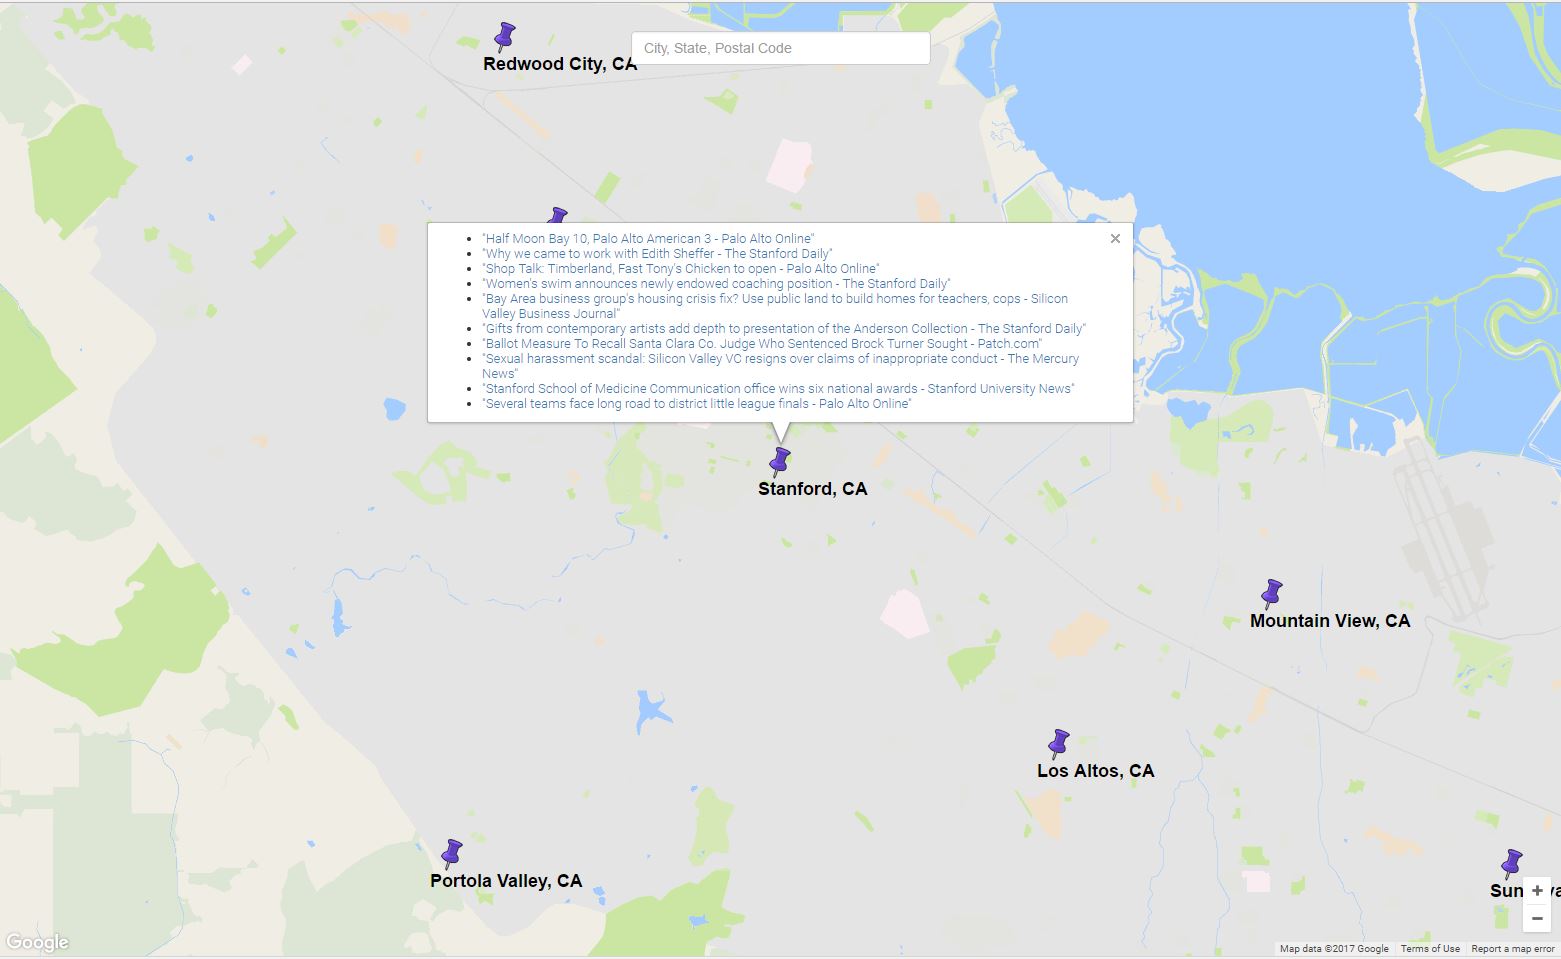 Redwood City, CA
City, State, Postal Code
"Half Moon Bay 10, Palo Alto American 3 - Palo Alto Online"
"Why we came to work with Edith Sheffer - The Stanford Daily"
"Shop Talk: Timberland, Fast Tony's Chicken to open - Palo Alto Online"
"Women's swim announces newly endowed coaching position - The Stanford Daily"
"Bay Area business group's housing crisis fix? Use public land to build homes for teachers, cops - Silicon
Valley Business Journal"
"Gifts from contemporary artists add depth to presentation of the Anderson Collection - The Stanford Daily"
"Ballot Measure To Recall Santa Clara Co. Judge Who Sentenced Brock Turner Sought - Patch.com"
"Sexual harassment scandal: Silicon Valley VC resigns over claims of inappropriate conduct - The Mercury
News"
"Stanford School of Medicine Communication office wins six national awards - Stanford University News"
"Several teams face long road to district little league finals - Palo Alto Online"
Stanford, CA
Mountain View, CA
Los Altos, CA
Portola Valley, CA
Google
Map data ©2017 Google
Terms of Use
Report a map error